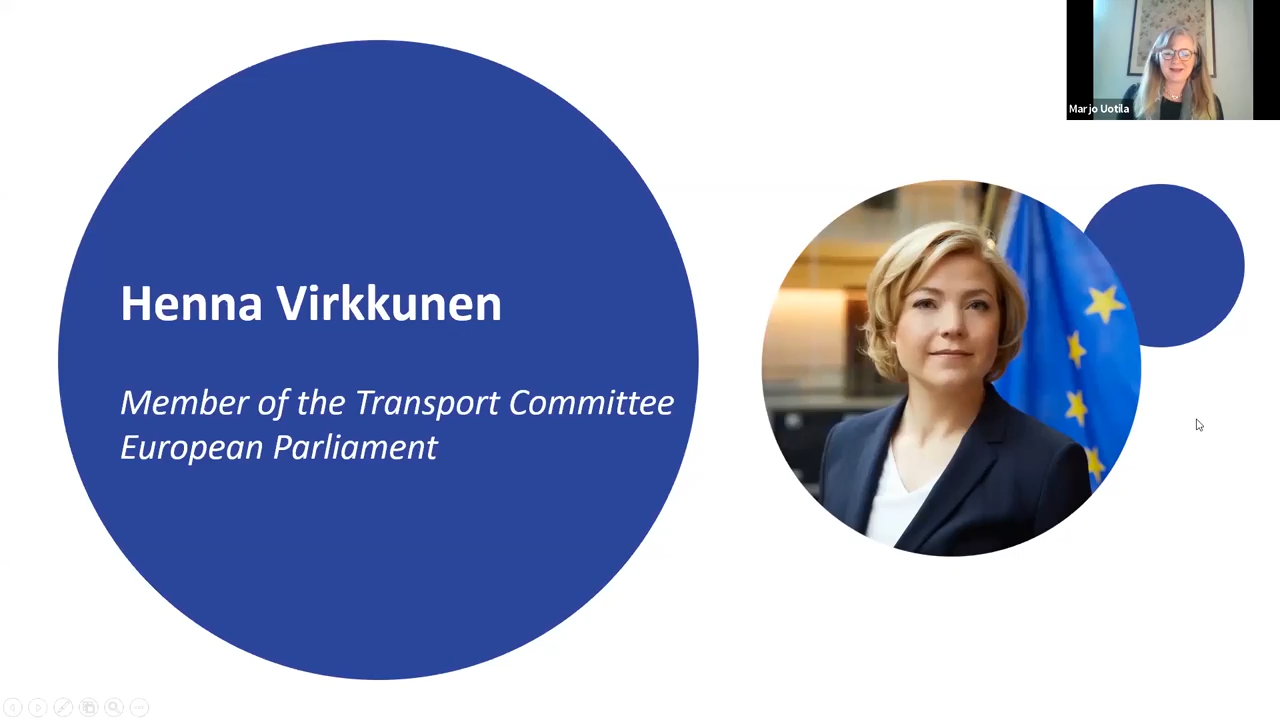 Marjo Uotila
Henna Virkkunen
Member of the Transport Committee
European Parliament